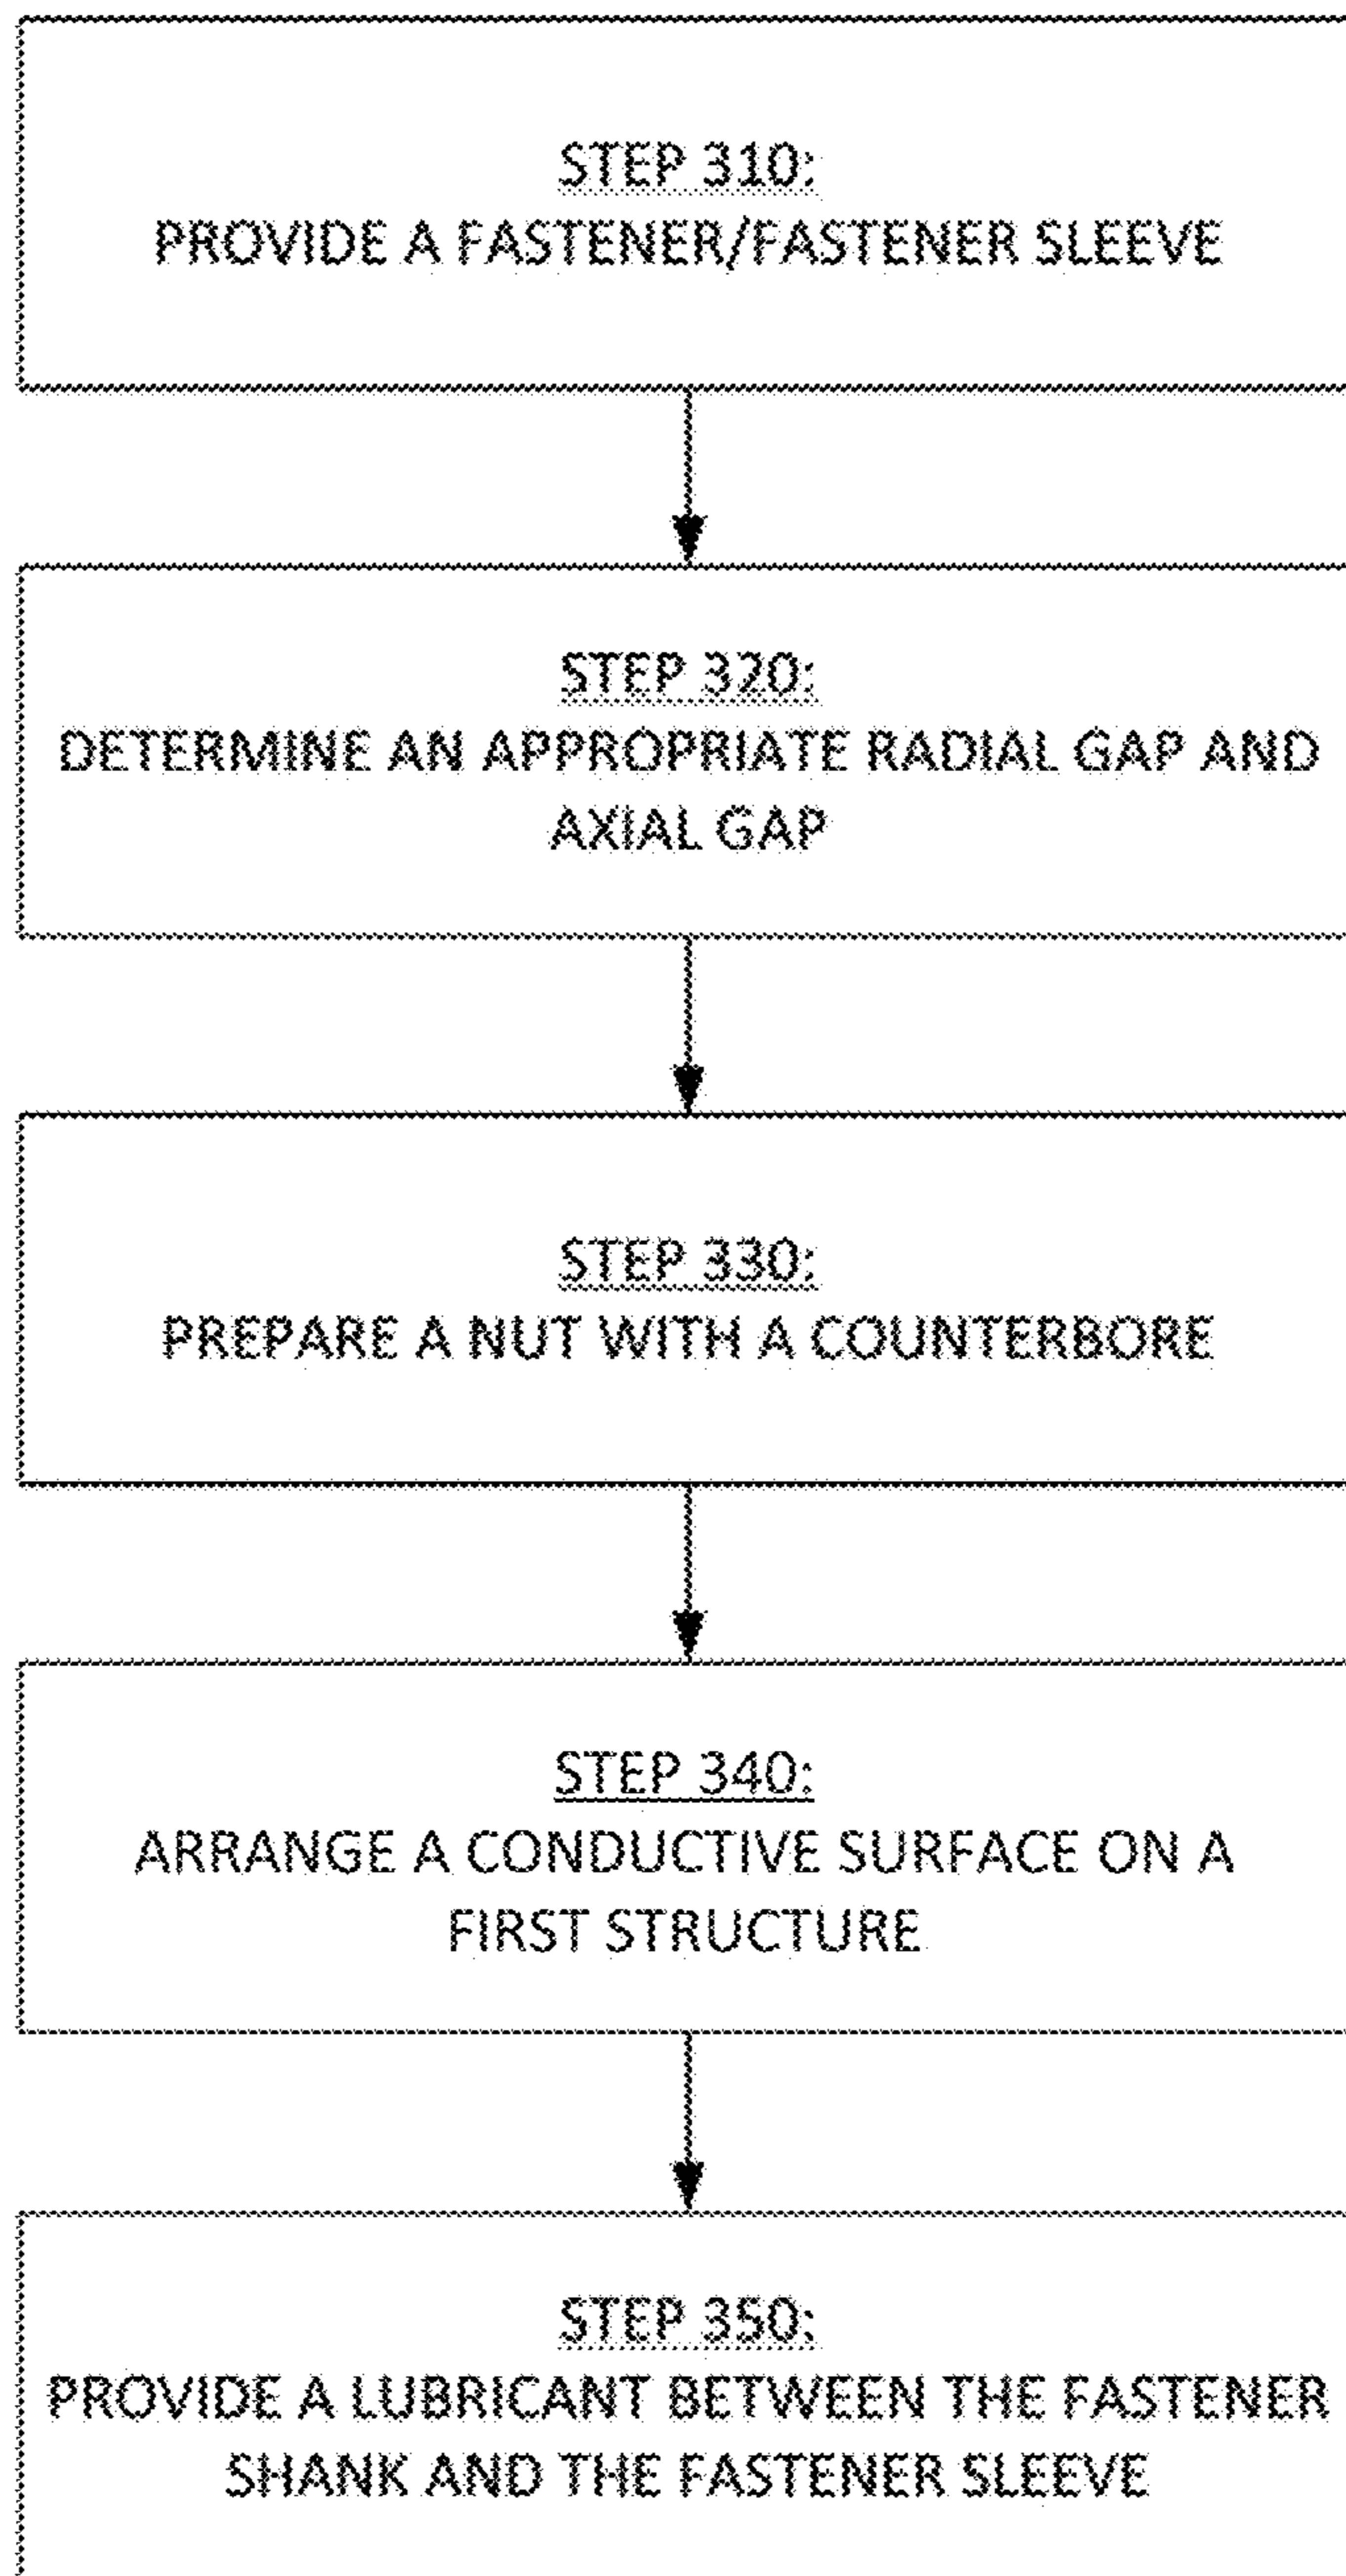 STEP 310:
PROVIDE A FASTENER/FASTENER SLEEVE
STEP 320:
DETERMINE AN APPROPRIATE RADIAL GAP AND
AXIAL GAP
STEP 330:
PREPARE A NUT WITH A COUNTERBORE
STEP 340:
ARRANGE A CONDUCTIVE SURFACE ON A
FIRST STRUCTURE
STEP 350:
PROVIDE A LUBRICANT BETWEEN THE FASTENER
SHANK AND THE FASTENER SLEEVE